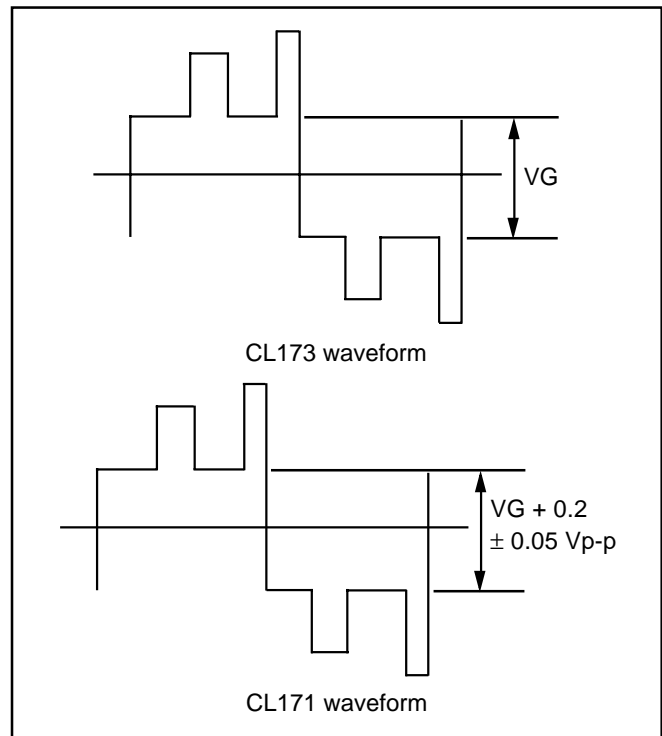 VG
CL173 waveform
VG + 0.2
± 0.05 Vp-p
CL171 waveform